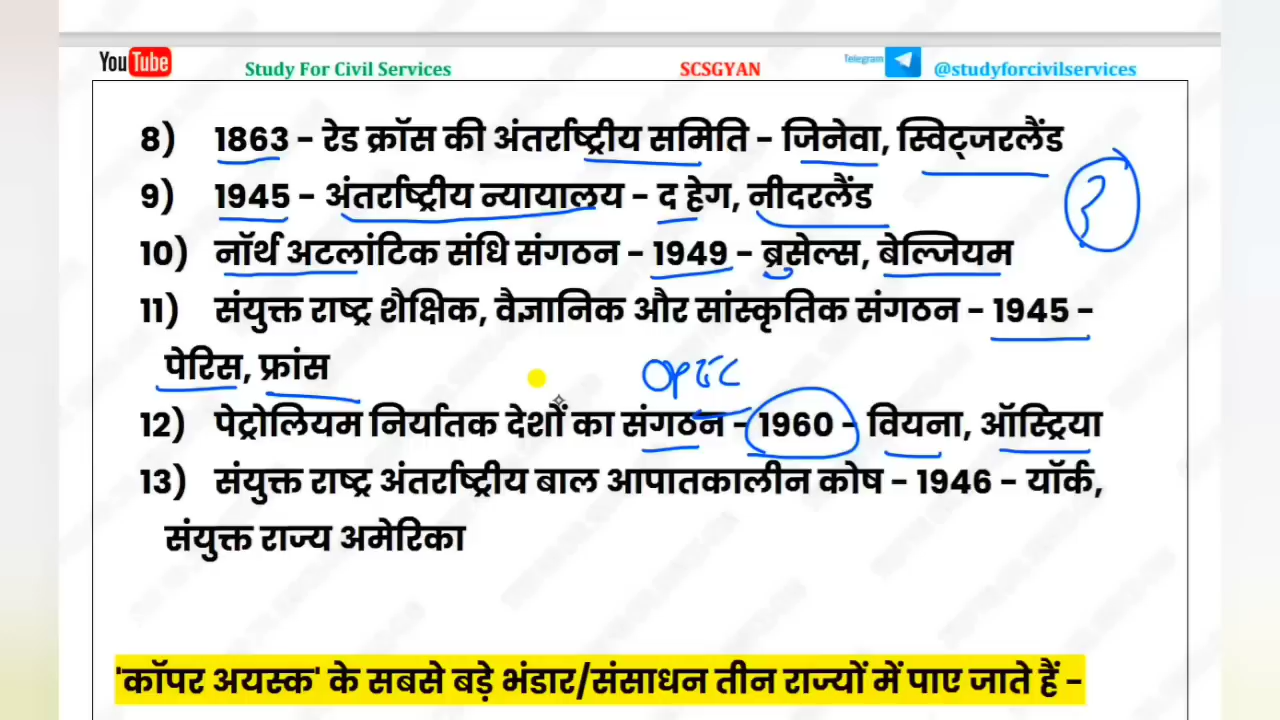 YouTube Study For Civil Services SCSGYAN Telegram @studyforcivilservices
8) 1863 - रेड क्रॉस की अंतर्राष्ट्रीय समिति - जिनेवा, स्विट्जरलैंड
9) 1945 - अंतर्राष्ट्रीय न्यायालय - द हेग, नीदरलैंड
10) नॉर्थ अटलांटिक संधि संगठन - 1949 - ब्रसेल्स, बेल्जियम
11) संयुक्त राष्ट्र शैक्षिक, वैज्ञानिक और सांस्कृतिक संगठन - 1945 -
पेरिस, फ्रांस
OPEC
12) पेट्रोलियम निर्यातक देशों का संगठन - 1960 - वियना, ऑस्ट्रिया
13) संयुक्त राष्ट्र अंतर्राष्ट्रीय बाल आपातकालीन कोष - 1946 - यॉर्क,
संयुक्त राज्य अमेरिका
'कॉपर अयस्क' के सबसे बड़े भंडार/संसाधन तीन राज्यों में पाए जाते हैं -